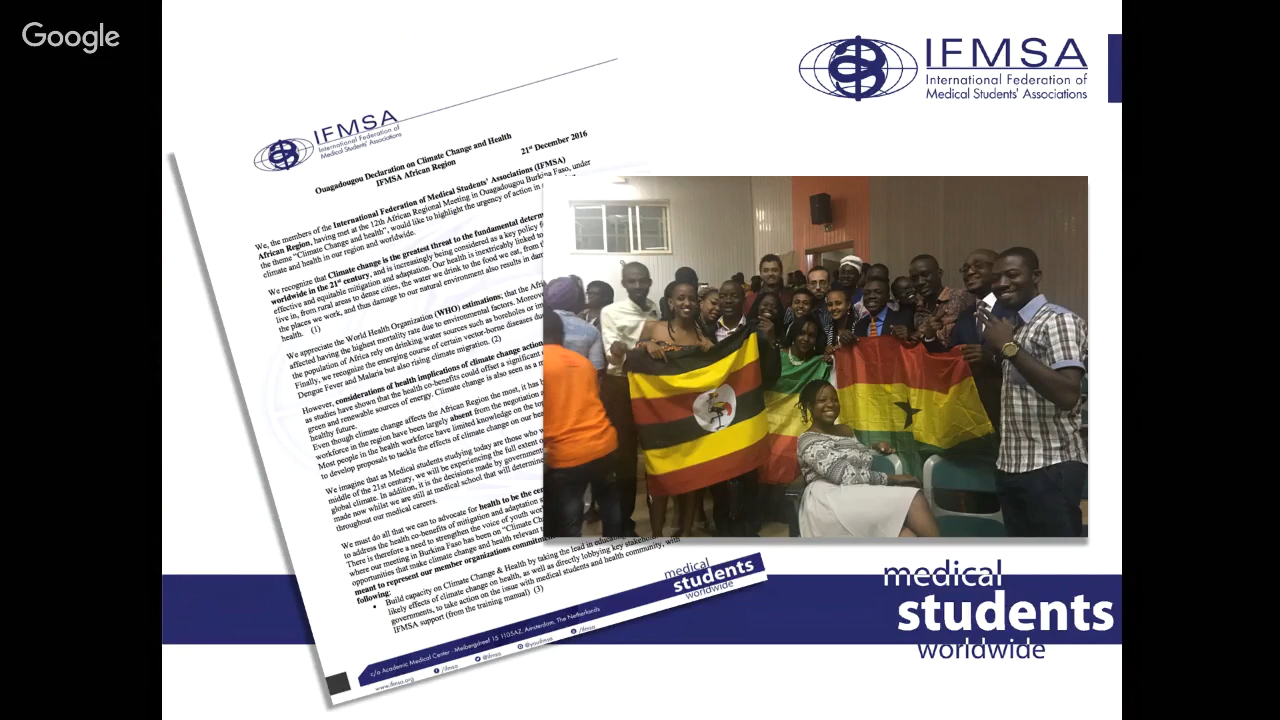 Google
IFMSA
International Federation of
Medical Students' Associations
IFMSA
International Federation of
Medical Students' Associations
Ouagadougou Declaration on Climate Change and Health
IFMSA African Region
21st December 2016
We, the members of the International Federation of Medical Students' Associations (IFMSA)
African Region, having met at the 12th African Regional Meeting in Ouagadougou Burkina Faso, under
the theme "Climate Change and health", would like to highlight the urgency of action in
climate and health in our region and worldwide.
We recognize that Climate change is the greatest threat to the fundamental
worldwide in the 21st century, and is increasingly being considered as a key policy
effective and equitable mitigation and adaptation. Our health is inextricably linked to
live in, from rural areas to dense cities, the water we drink to the food we eat, from
the places we work, and thus damage to our natural environment also results in
health. (1)
We appreciate the World Health Organization (WHO) estimations; that the
affected having the highest mortality rate due to environmental factors. Moreover
the population of Africa rely on drinking water sources such as boreholes or
Finally, we recognize the emerging course of certain vector-borne diseases
Dengue Fever and Malaria but also rising climate migration. (2)
However, considerations of health implications of climate change
as studies have shown that the health co-benefits could offset a significant
green and renewable sources of energy. Climate change is also seen as a
healthy future.
Even though climate change affects the African Region the most, it has
workforce in the region have been largely absent from the negotiation
Most people in the health workforce have limited knowledge on the
to develop proposals to tackle the effects of climate change on our
We imagine that as Medical students studying today are those who
middle of the 21st century, we will be experiencing the full extent
global climate. In addition, it is the decisions made by
made now whilst we are still at medical school that will
throughout our medical careers.
We must do all that we can to advocate for health to be the
to address the health co-benefits of mitigation and adaptation
There is therefore a need to strengthen the voice of youth
where our meeting in Burkina Faso has been on "Climate
opportunities that make climate change and health relevant
meant to represent our member organizations
following:
• Build capacity on Climate Change & Health by taking the lead in
likely effects of climate change on health, as well as directly lobbying key
governments, to take action on the issue with medical students and health community, with
IFMSA support (from the training manual) (3)
medical
students
worldwide
c/o Academic Medical Center - Meibergdreef 15 1105AZ, Amsterdam, The Netherlands
www.ifmsa.org /ifmsa @ifmsa @youifmsa /ifmsa
medical
students
worldwide